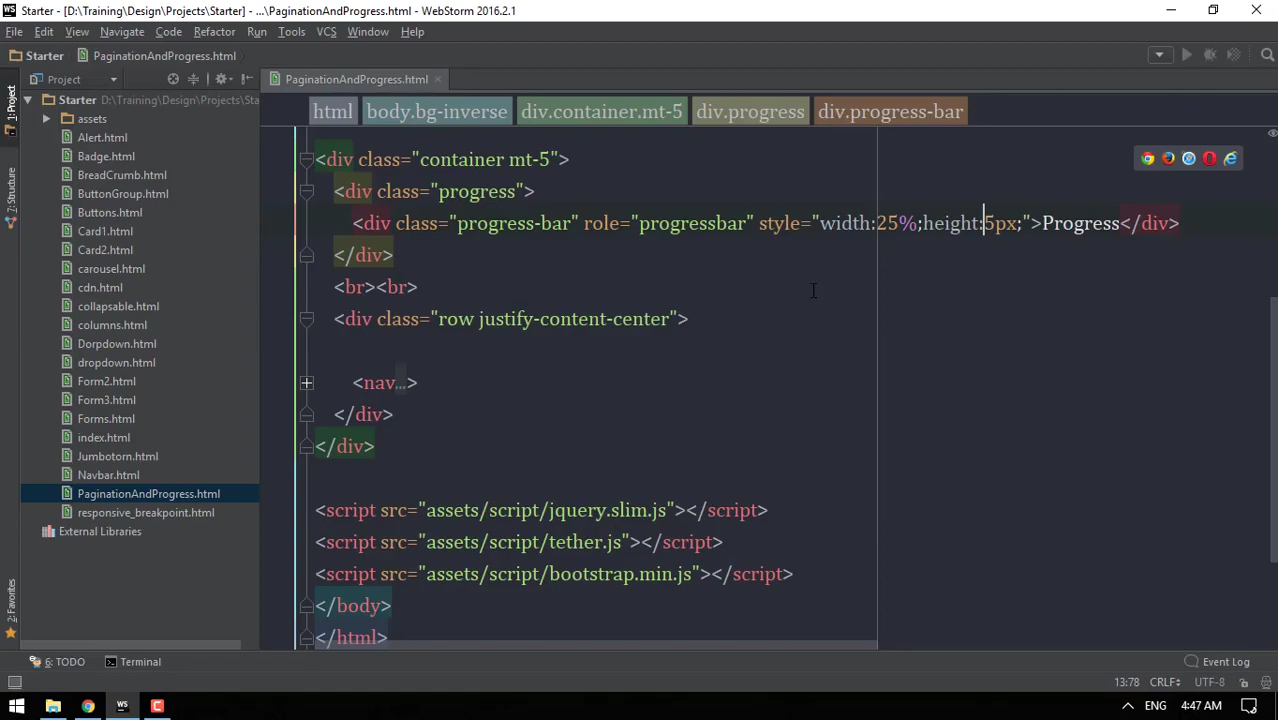 Starter - [D:\Training\Design\Projects\Starter] - ...\PaginationAndProgress.html - WebStorm 2016.2.1
File Edit View Navigate Code Refactor Run Tools VCS Window Help
Starter PaginationAndProgress.html
Project
PaginationAndProgress.html
1: Project
7: Structure
2: Favorites
Starter D:\Training\Design\Projects\Sta
assets
Alert.html
Badge.html
BreadCrumb.html
ButtonGroup.html
Buttons.html
Card1.html
Card2.html
carousel.html
cdn.html
collapsable.html
columns.html
Dorpdown.html
dropdown.html
Form2.html
Form3.html
Forms.html
index.html
Jumbotorn.html
Navbar.html
PaginationAndProgress.html
responsive_breakpoint.html
External Libraries
html body.bg-inverse div.container.mt-5 div.progress div.progress-bar
<div class="container mt-5">
<div class="progress">
<div class="progress-bar" role="progressbar" style="width:25%;height:5px;">Progress</div>
</div>
<br><br>
<div class="row justify-content-center">
<nav...>
</div>
</div>
<script src="assets/script/jquery.slim.js"></script>
<script src="assets/script/tether.js"></script>
<script src="assets/script/bootstrap.min.js"></script>
</body>
</html>
6: TODO Terminal Event Log
13:78 CRLF UTF-8
WS C ENG 4:47 AM